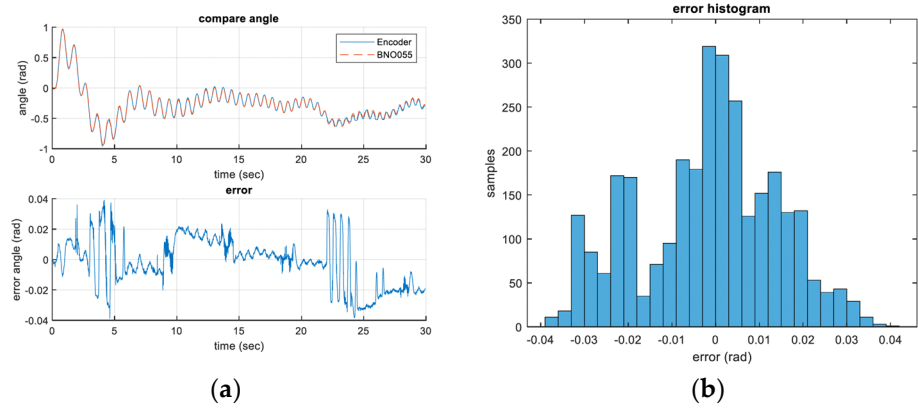 compare angle
1
0.5
0
-0.5
-1
angle (rad)
Encoder
BNO055
0 5 10 15 20 25 30
time (sec)
error
0.04
0.02
0
-0.02
-0.04
error angle (rad)
0 5 10 15 20 25 30
time (sec)
(a)
error histogram
350
300
250
200
150
100
50
0
samples
-0.04 -0.03 -0.02 -0.01 0 0.01 0.02 0.03 0.04
error (rad)
(b)